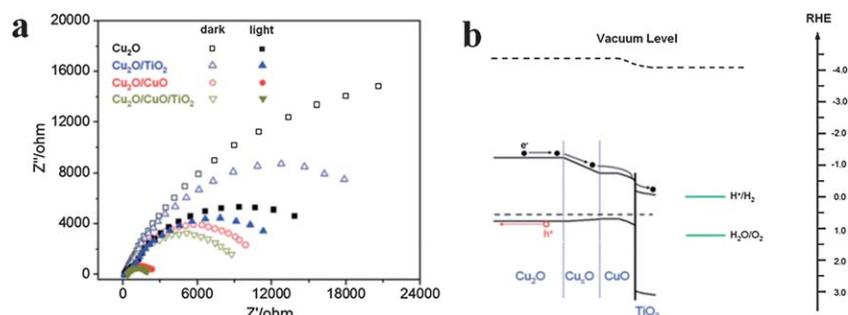 a
dark light
Cu₂O
Cu₂O/TiO₂
Cu₂O/CuO
Cu₂O/CuO/TiO₂
20000
16000
12000
8000
4000
0
Z''/ohm
0 6000 12000 18000 24000
Z'/ohm
b
RHE
Vacuum Level
-4.0
-3.0
-2.0
-1.0
0.0
1.0
2.0
3.0
e⁻
h⁺
H⁺/H₂
H₂O/O₂
Cu₂O CuₓO CuO
TiO₂